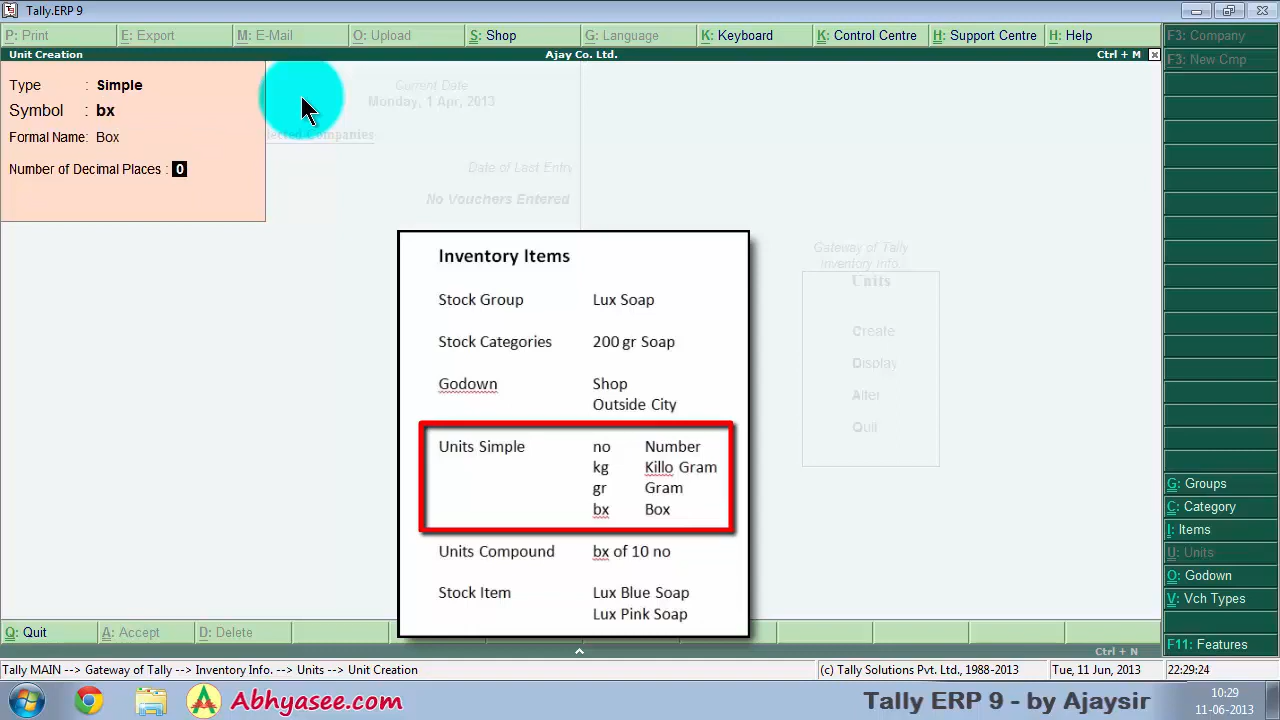 Tally.ERP 9
P: Print
E: Export
M: E-Mail
O: Upload
S: Shop
G: Language
K: Keyboard
K: Control Centre
H: Support Centre
H: Help
F3: Company
F3: New Cmp
Unit Creation
Ajay Co. Ltd.
Ctrl + M
Type : Simple
Symbol : bx
Formal Name: Box
Number of Decimal Places : 0
Current Date
Monday, 1 Apr, 2013
lected Companies
Date of Last Entry
No Vouchers Entered
Gateway of Tally
Inventory Info.
Units
Create
Display
Alter
Quit
Inventory Items
Stock Group Lux Soap
Stock Categories 200 gr Soap
Godown Shop
Outside City
Units Simple no Number
kg Killo Gram
gr Gram
bx Box
Units Compound bx of 10 no
Stock Item Lux Blue Soap
Lux Pink Soap
G: Groups
C: Category
I: Items
U: Units
O: Godown
V: Vch Types
F11: Features
Q: Quit
A: Accept
D: Delete
Ctrl + N
Tally MAIN --> Gateway of Tally --> Inventory Info. --> Units --> Unit Creation
(c) Tally Solutions Pvt. Ltd., 1988-2013
Tue, 11 Jun, 2013
22:29:24
Abhyasee.com
Tally ERP 9 - by Ajaysir
10:29
11-06-2013